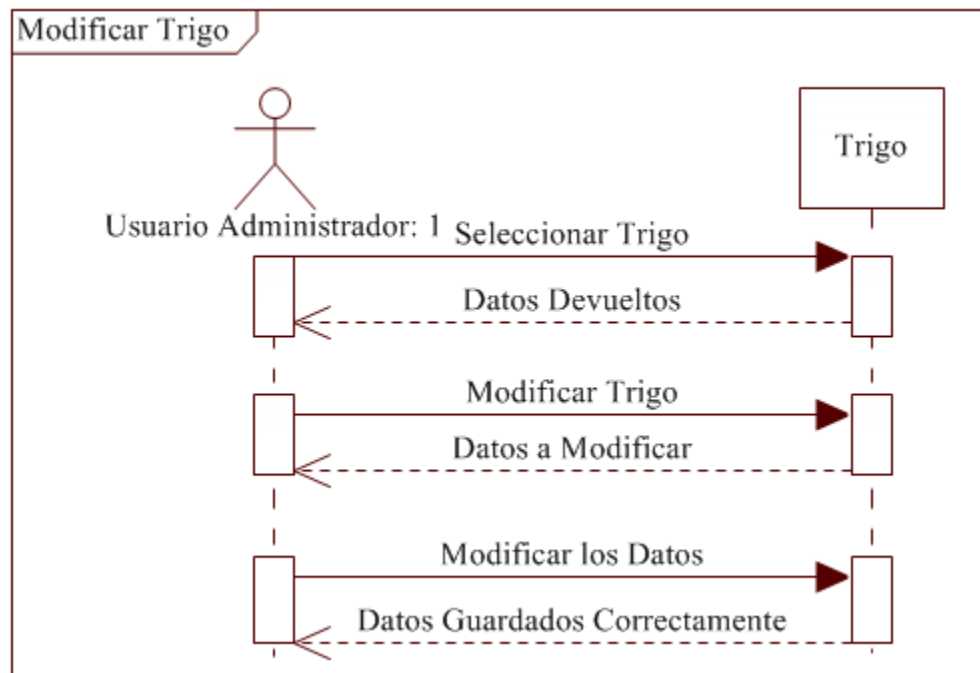 Modificar Trigo
Trigo
Usuario Administrador: 1
Seleccionar Trigo
Datos Devueltos
Modificar Trigo
Datos a Modificar
Modificar los Datos
Datos Guardados Correctamente